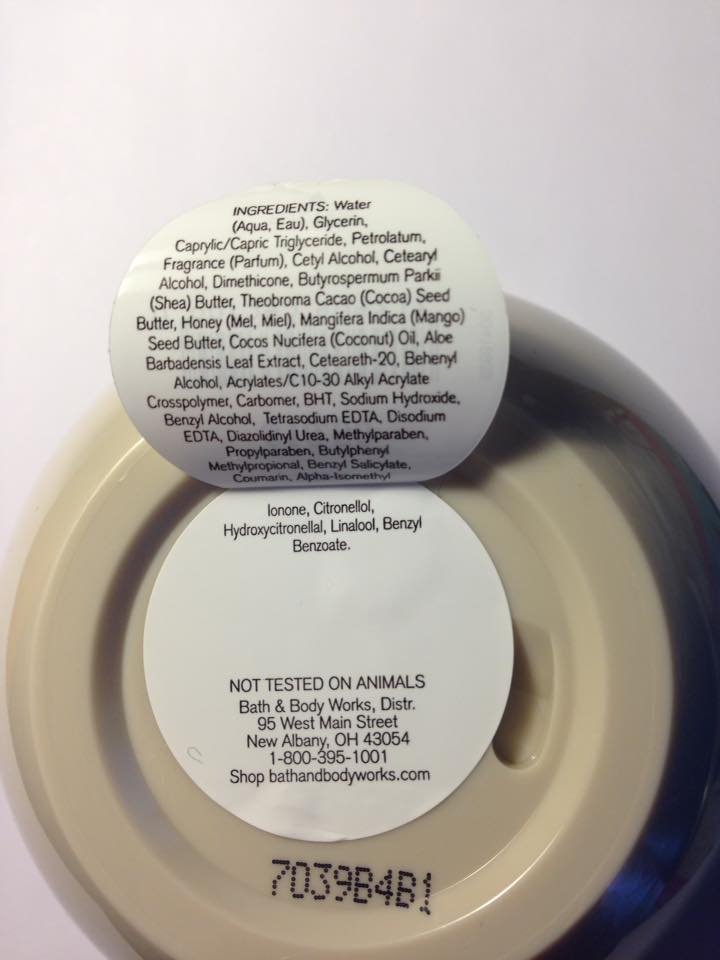 INGREDIENTS: Water
(Aqua, Eau), Glycerin,
Caprylic/Capric Triglyceride, Petrolatum,
Fragrance (Parfum), Cetyl Alcohol, Cetearyl
Alcohol, Dimethicone, Butyrospermum Parkii
(Shea) Butter, Theobroma Cacao (Cocoa) Seed
Butter, Honey (Mel, Miel), Mangifera Indica (Mango)
Seed Butter, Cocos Nucifera (Coconut) Oil, Aloe
Barbadensis Leaf Extract, Ceteareth-20, Behenyl
Alcohol, Acrylates/C10-30 Alkyl Acrylate
Crosspolymer, Carbomer, BHT, Sodium Hydroxide,
Benzyl Alcohol, Tetrasodium EDTA, Disodium
EDTA, Diazolidinyl Urea, Methylparaben,
Propylparaben, Butylphenyl
Methylpropional, Benzyl Salicylate,
Coumarin, Alpha-Isomethyl
Ionone, Citronellol,
Hydroxycitronellal, Linalool, Benzyl
Benzoate.
NOT TESTED ON ANIMALS
Bath & Body Works, Distr.
95 West Main Street
New Albany, OH 43054
1-800-395-1001
Shop bathandbodyworks.com
7039B4B1